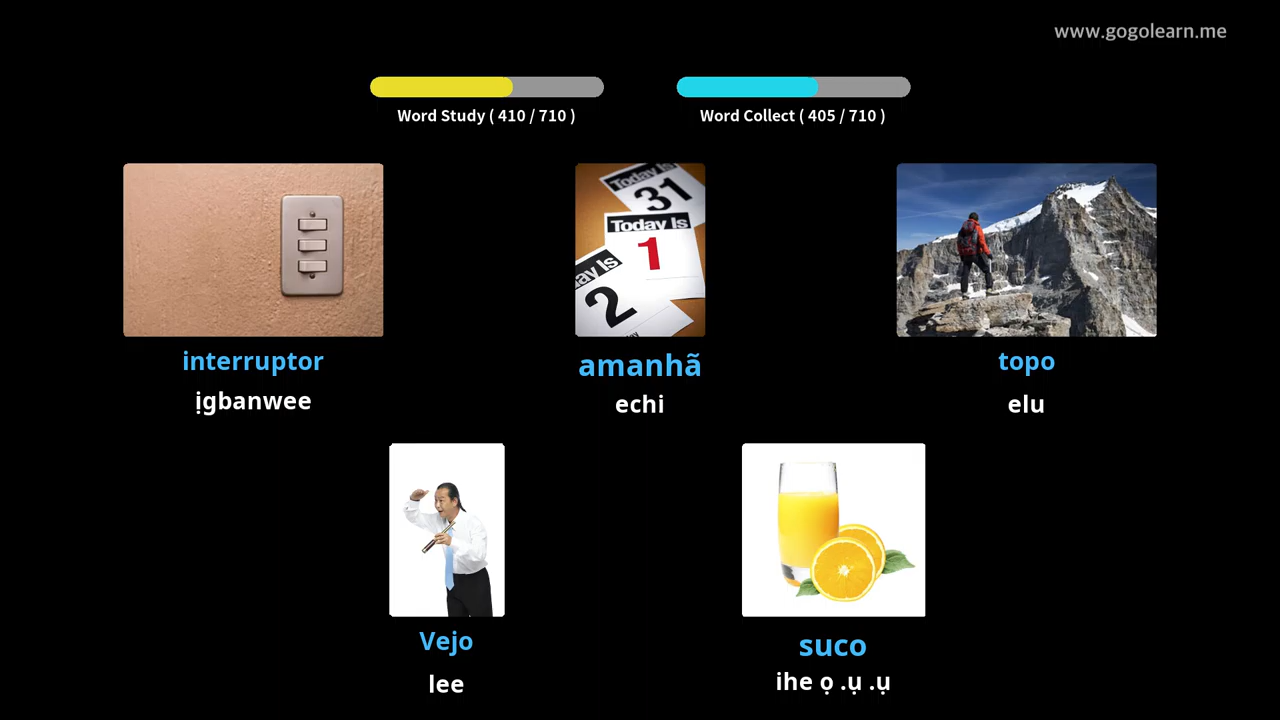 www.gogolearn.me
Word Study ( 410 / 710 )
Word Collect ( 405 / 710 )
Today Is
31
Today Is
1
ay Is
2
interruptor
amanhã
topo
ịgbanwee
echi
elu
Vejo
suco
lee
ihe ọ .ụ .ụ